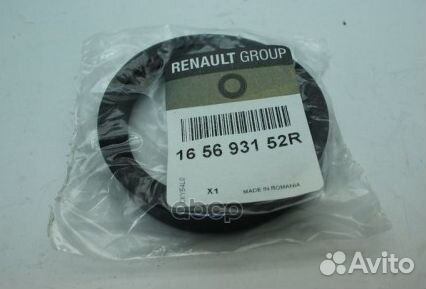 RENAULT GROUP
16 56 931 52R
X1
MADE IN ROMANIA
Avito